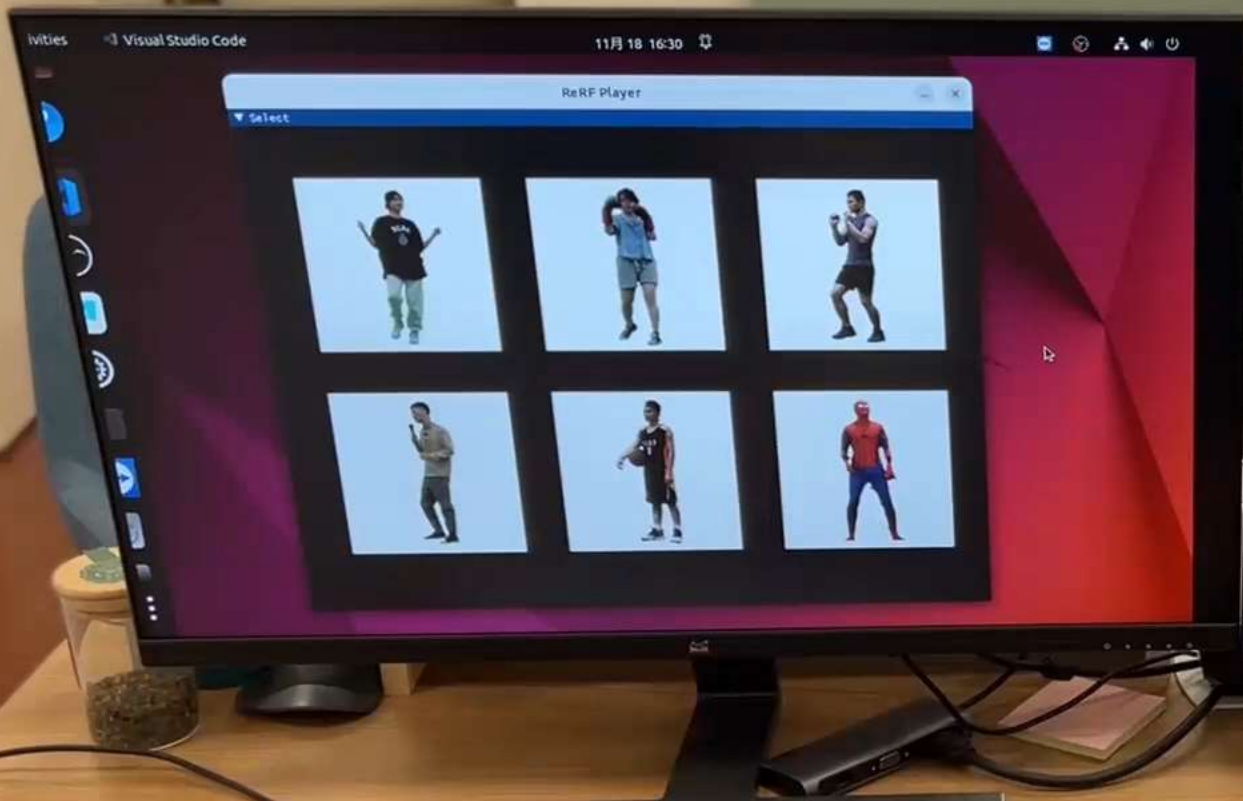 ivities Visual Studio Code 11月 18 16:30
ReRF Player
▼ Select